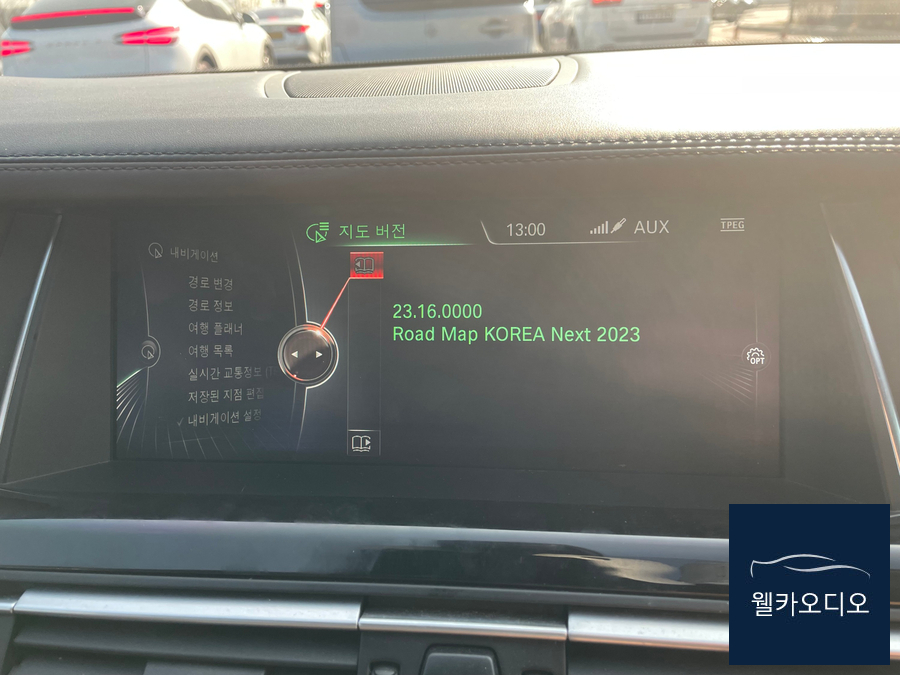 지도 버전
13:00
AUX
TPEG
내비게이션
경로 변경
경로 정보
여행 플래너
여행 목록
실시간 교통정보
저장된 지점 편집
내비게이션 설정
23.16.0000
Road Map KOREA Next 2023
OPT
웰카오디오